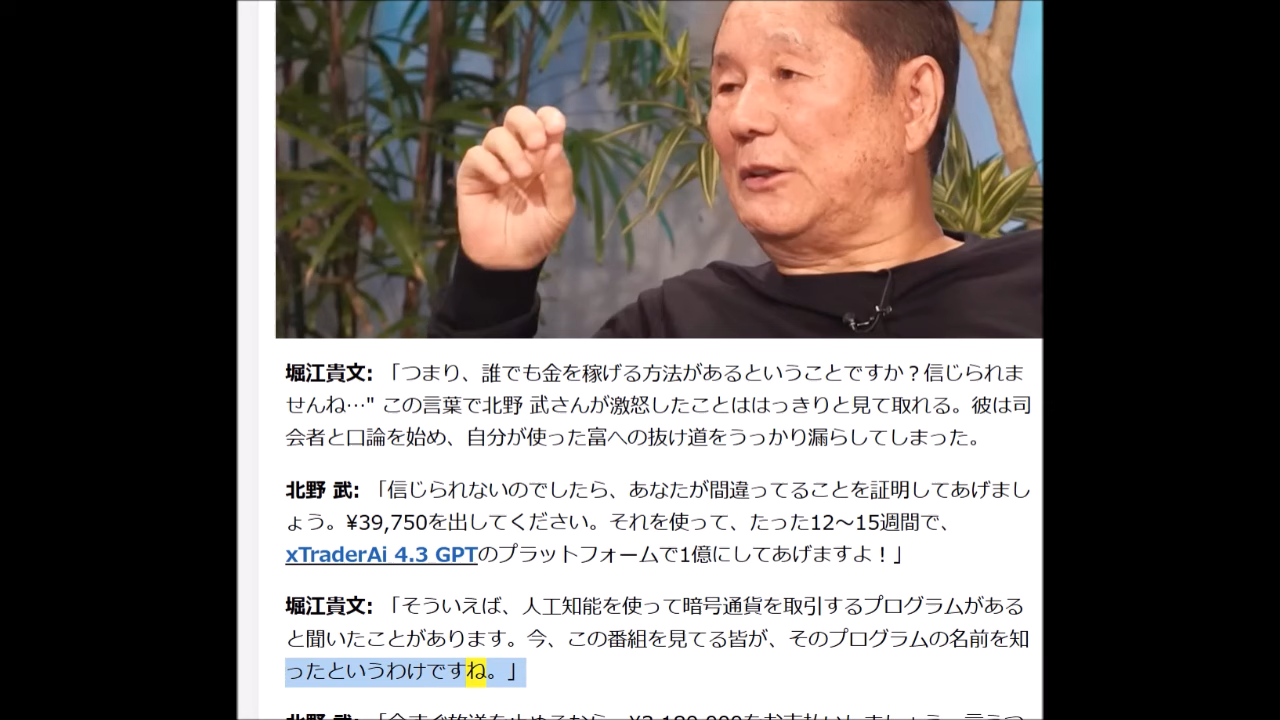 堀江貴文: 「つまり、誰でも金を稼げる方法があるということですか？信じられま
せんね…" この言葉で北野 武さんが激怒したことははっきりと見て取れる。彼は司
会者と口論を始め、自分が使った富への抜け道をうっかり漏らしてしまった。
北野 武: 「信じられないのでしたら、あなたが間違ってることを証明してあげまし
ょう。¥39,750を出してください。それを使って、たった12〜15週間で、
xTraderAi 4.3 GPTのプラットフォームで1億にしてあげますよ！」
堀江貴文: 「そういえば、人工知能を使って暗号通貨を取引するプログラムがある
と聞いたことがあります。今、この番組を見てる皆が、そのプログラムの名前を知
ったというわけですね。」